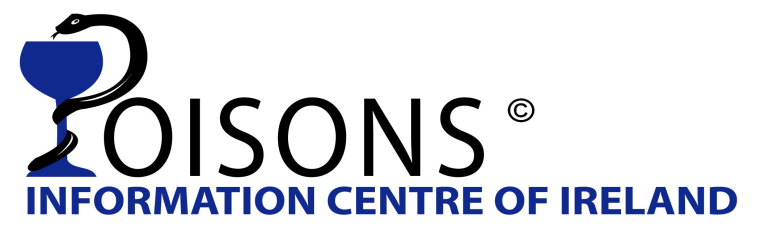 POISONS ©
INFORMATION CENTRE OF IRELAND